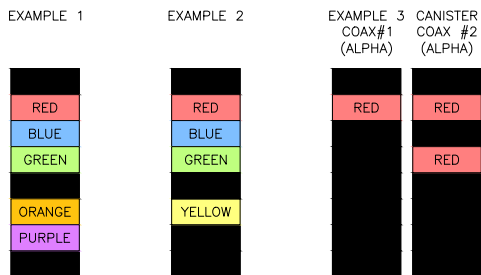 EXAMPLE 1
RED
BLUE
GREEN
ORANGE
PURPLE
EXAMPLE 2
RED
BLUE
GREEN
YELLOW
EXAMPLE 3
COAX#1
(ALPHA)
RED
CANISTER
COAX #2
(ALPHA)
RED
RED